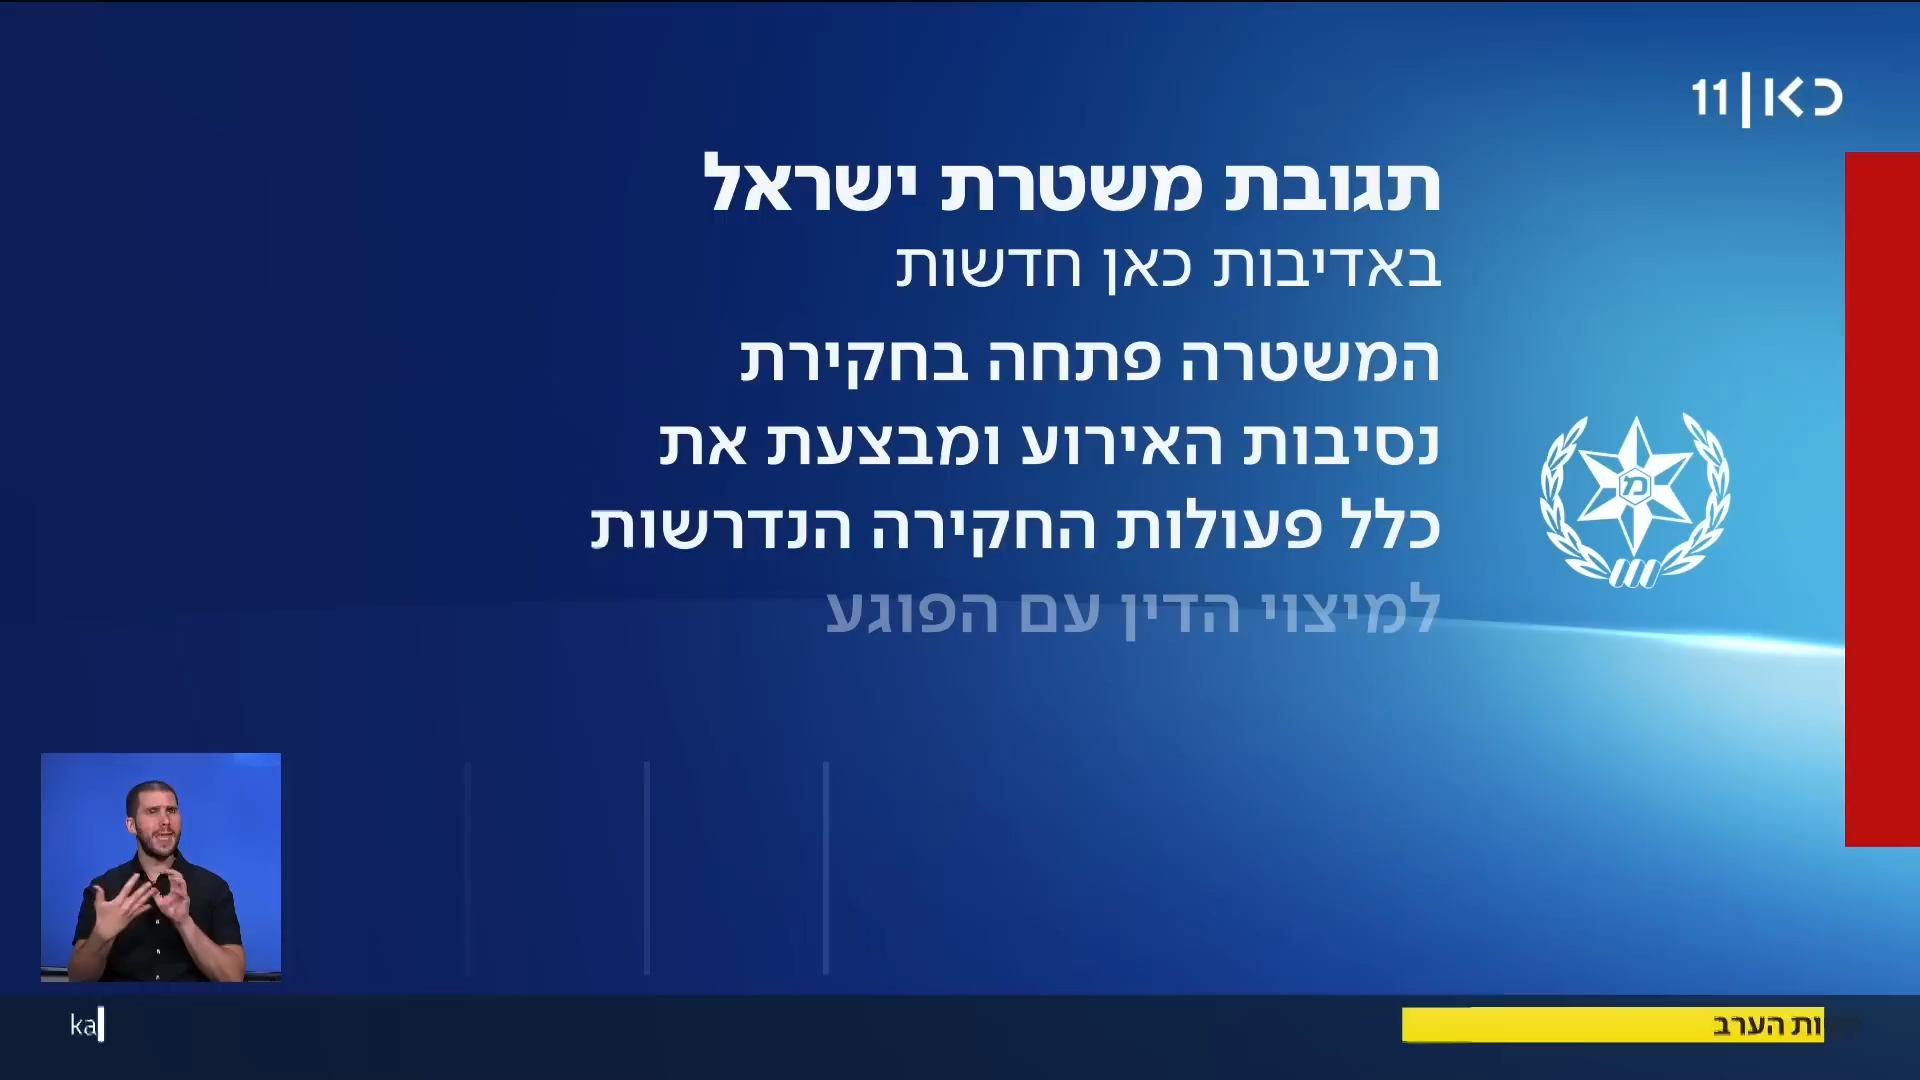 כאן 11
תגובת משטרת ישראל
באדיבות כאן חדשות
המשטרה פתחה בחקירת
נסיבות האירוע ומבצעת את
כלל פעולות החקירה הנדרשות
למיצוי הדין עם הפוגע
מ
הערב
ka